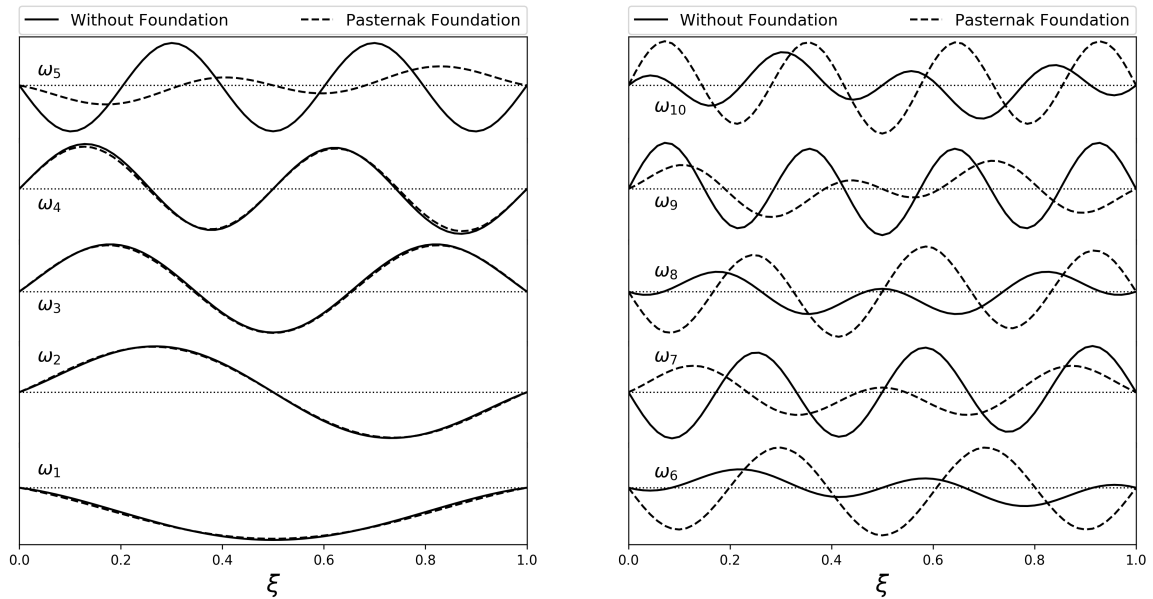 Without Foundation Pasternak Foundation
ω5
ω4
ω3
ω2
ω1
0.0 0.2 0.4 0.6 0.8 1.0
ξ
Without Foundation Pasternak Foundation
ω10
ω9
ω8
ω7
ω6
0.0 0.2 0.4 0.6 0.8 1.0
ξ